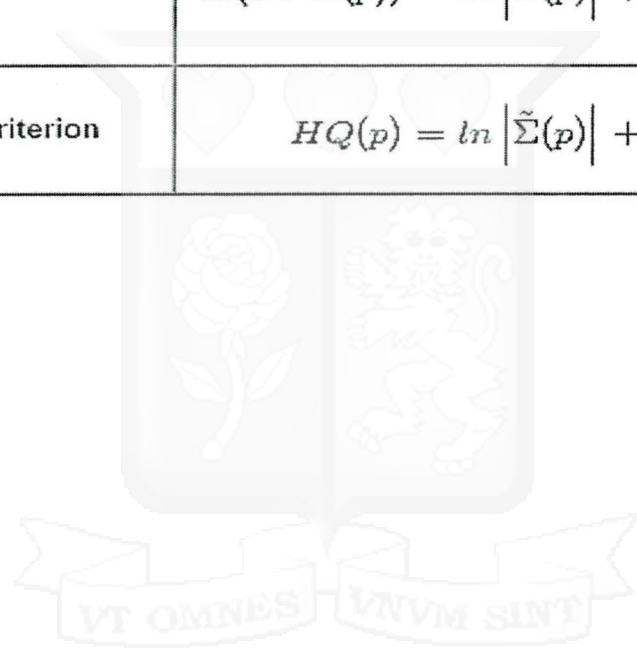 riterion
HQ(p) = ln |Σ̃(p)| +
VT OMNES VNVM SINT